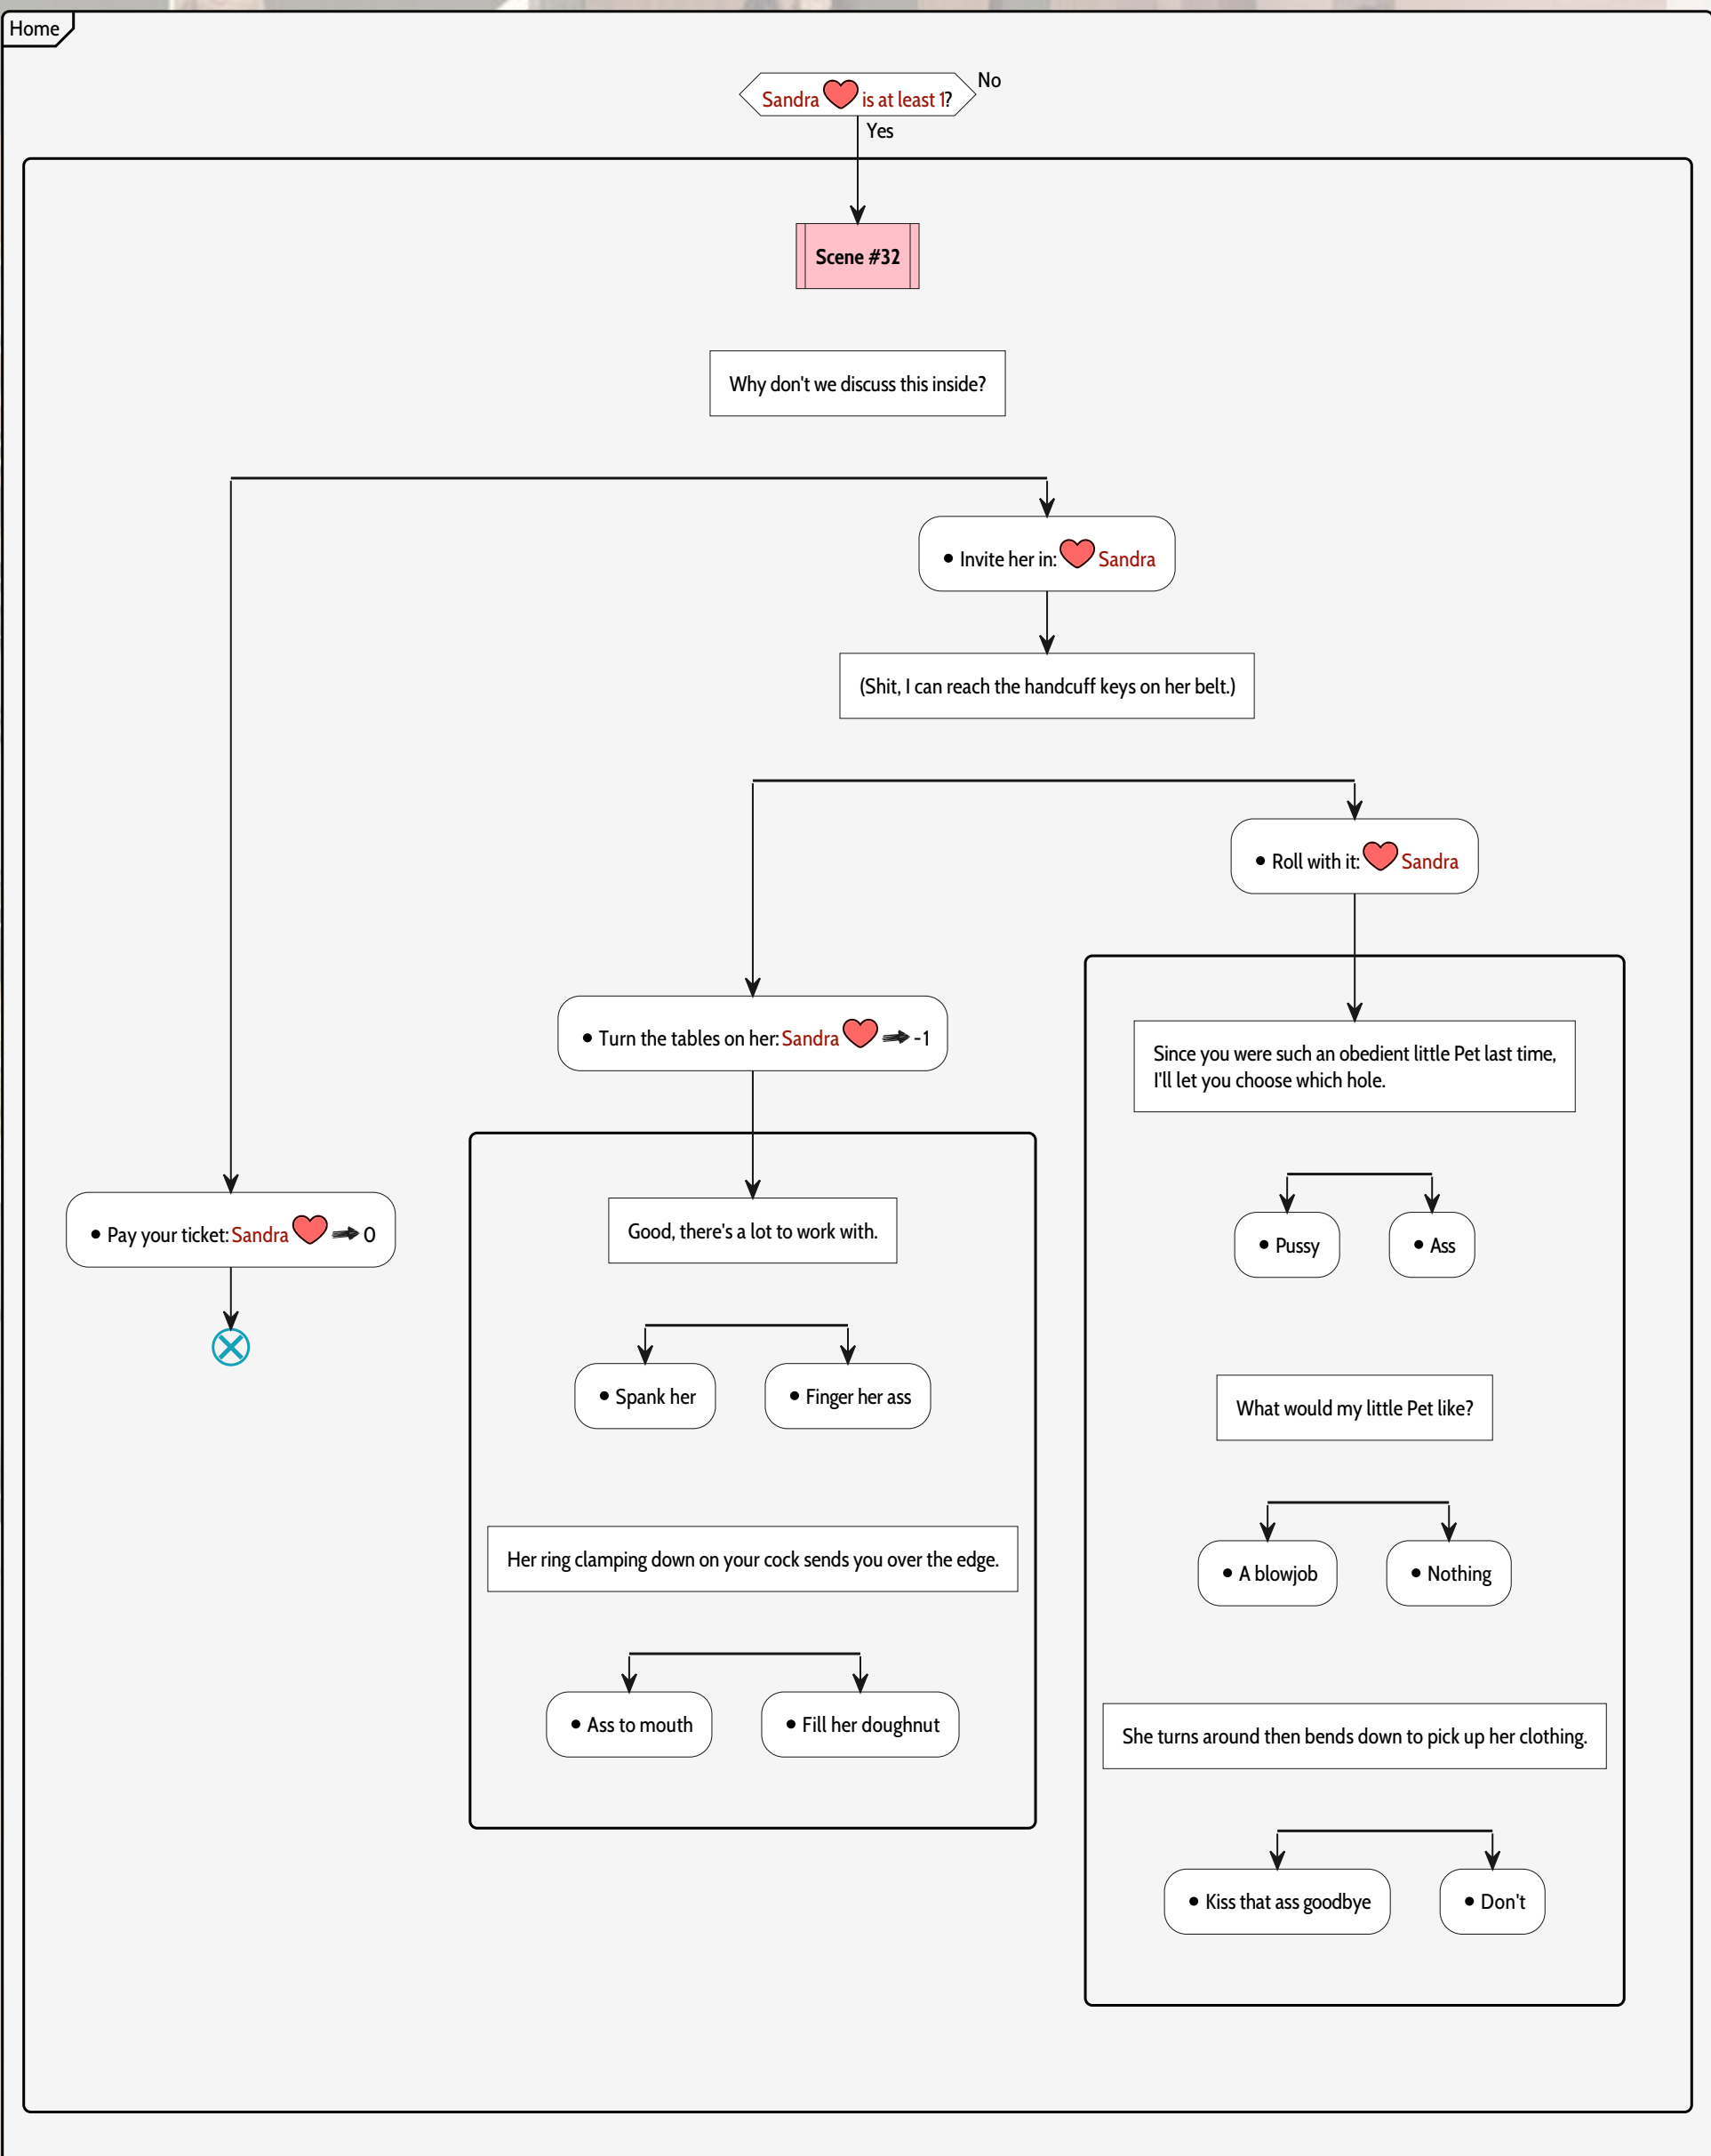 Home
Sandra is at least 1?
No
Yes
Scene #32
Why don't we discuss this inside?
• Invite her in: Sandra
(Shit, I can reach the handcuff keys on her belt.)
• Roll with it: Sandra
• Turn the tables on her: Sandra -1
Since you were such an obedient little Pet last time,
I'll let you choose which hole.
• Pay your ticket: Sandra 0
Good, there's a lot to work with.
• Pussy
• Ass
• Spank her
• Finger her ass
What would my little Pet like?
Her ring clamping down on your cock sends you over the edge.
• A blowjob
• Nothing
• Ass to mouth
• Fill her doughnut
She turns around then bends down to pick up her clothing.
• Kiss that ass goodbye
• Don't